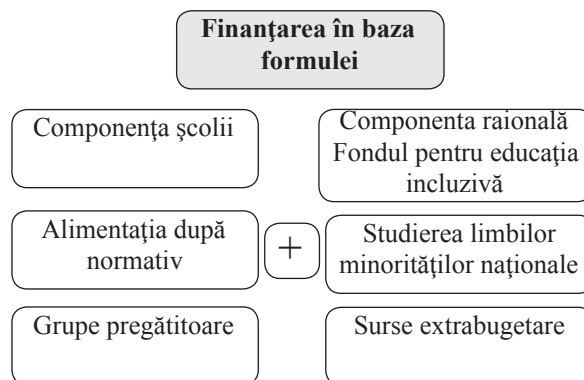 Finanţarea în baza
formulei
Componenţa şcolii
Componenta raională
Fondul pentru educaţia
incluzivă
Alimentaţia după
normativ
+
Studierea limbilor
minorităţilor naţionale
Grupe pregătitoare
Surse extrabugetare